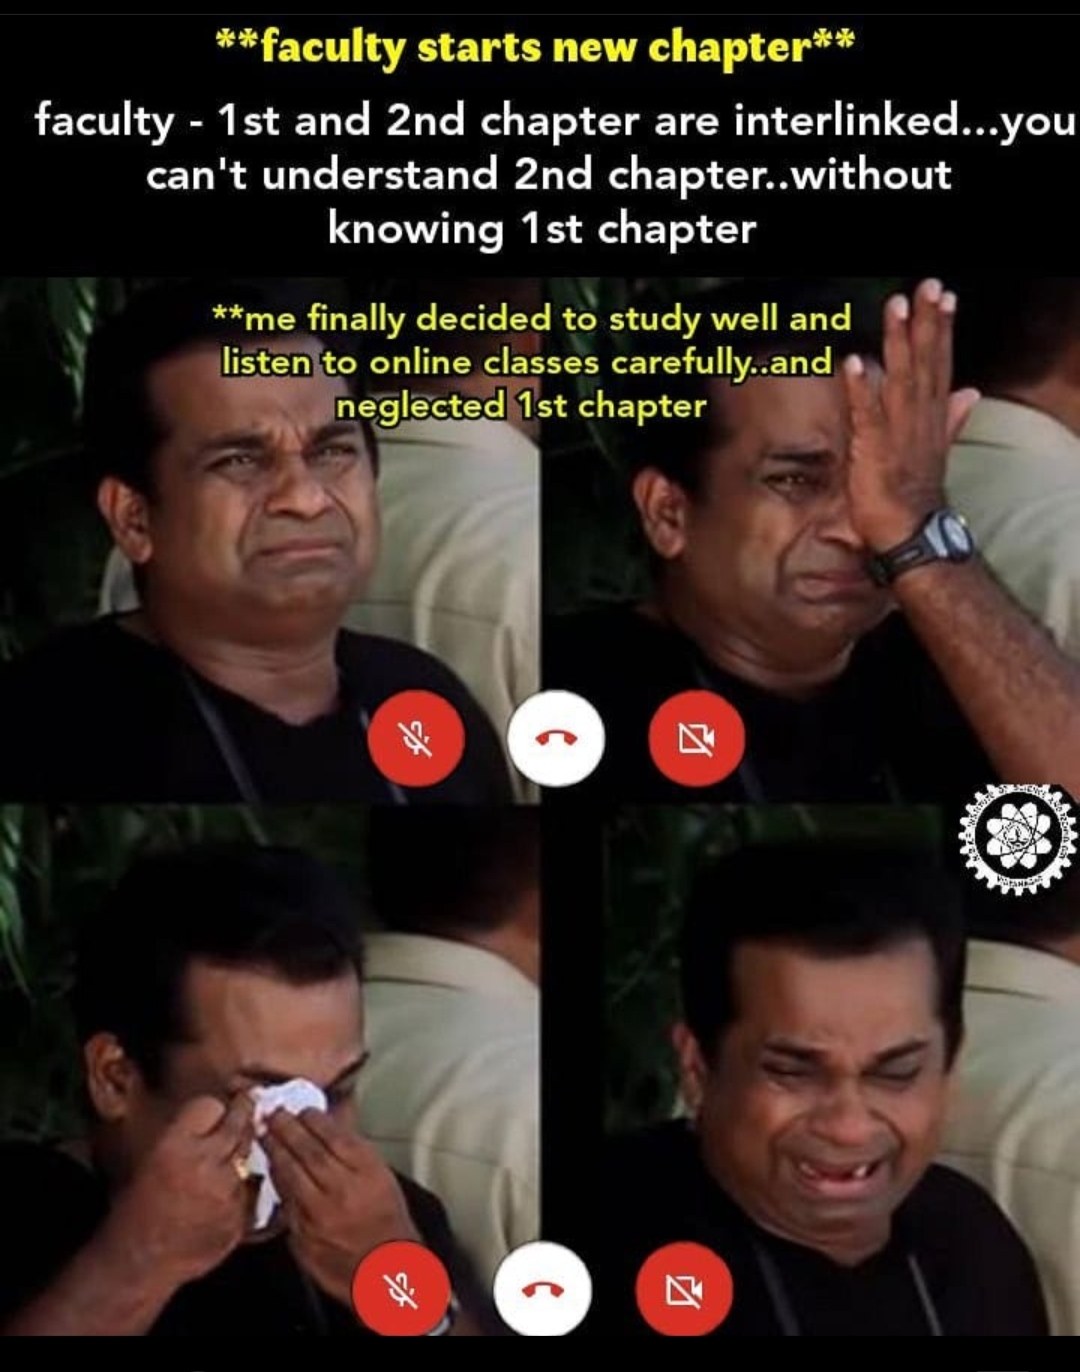 **faculty starts new chapter**
faculty - 1st and 2nd chapter are interlinked...you
can't understand 2nd chapter..without
knowing 1st chapter
**me finally decided to study well and
listen to online classes carefully..and
neglected 1st chapter